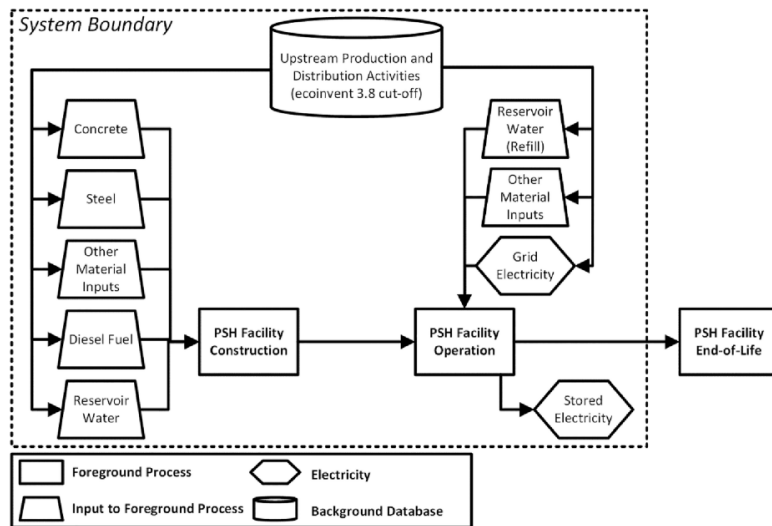 System Boundary
Upstream Production and
Distribution Activities
(ecoinvent 3.8 cut-off)
Concrete
Steel
Other
Material
Inputs
Diesel Fuel
Reservoir
Water
PSH Facility
Construction
Reservoir
Water
(Refill)
Other
Material
Inputs
Grid
Electricity
PSH Facility
Operation
Stored
Electricity
PSH Facility
End-of-Life
Foreground Process
Electricity
Input to Foreground Process
Background Database